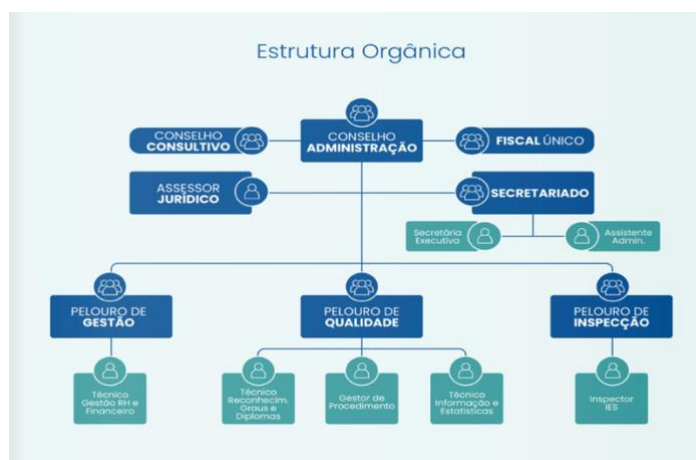 Estrutura Orgânica
CONSELHO
CONSULTIVO
CONSELHO
ADMINISTRAÇÃO
FISCAL ÚNICO
ASSESSOR
JURÍDICO
SECRETARIADO
Secretária
Executiva
Assistente
Admin.
PELOURO DE
GESTÃO
PELOURO DE
QUALIDADE
PELOURO DE
INSPECÇÃO
Técnico
Gestão RH e
Financeiro
Técnico
Reconhecim.
Graus e
Diplomas
Gestor de
Procedimento
Técnico
Informação e
Estatísticas
Inspector
IES